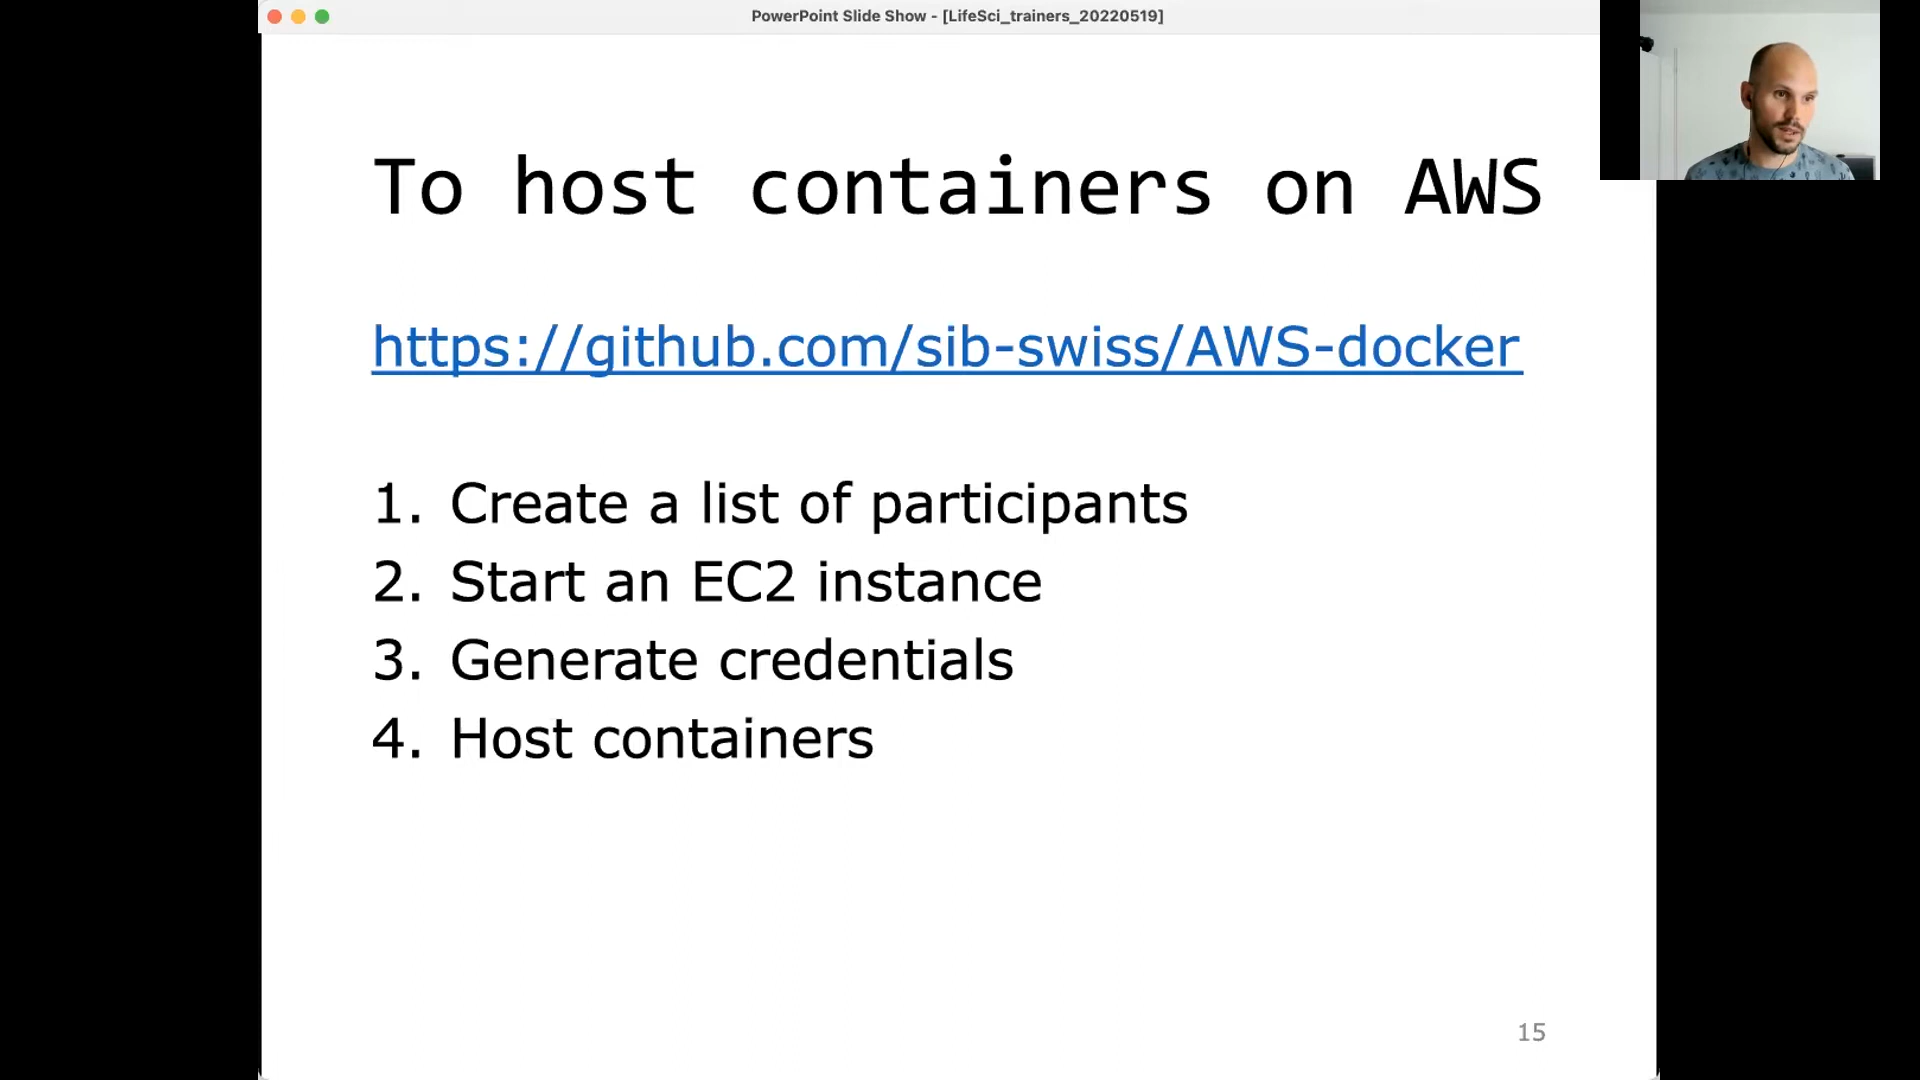 PowerPoint Slide Show - [LifeSci_trainers_20220519]
To host containers on AWS
https://github.com/sib-swiss/AWS-docker
1. Create a list of participants
2. Start an EC2 instance
3. Generate credentials
4. Host containers
15